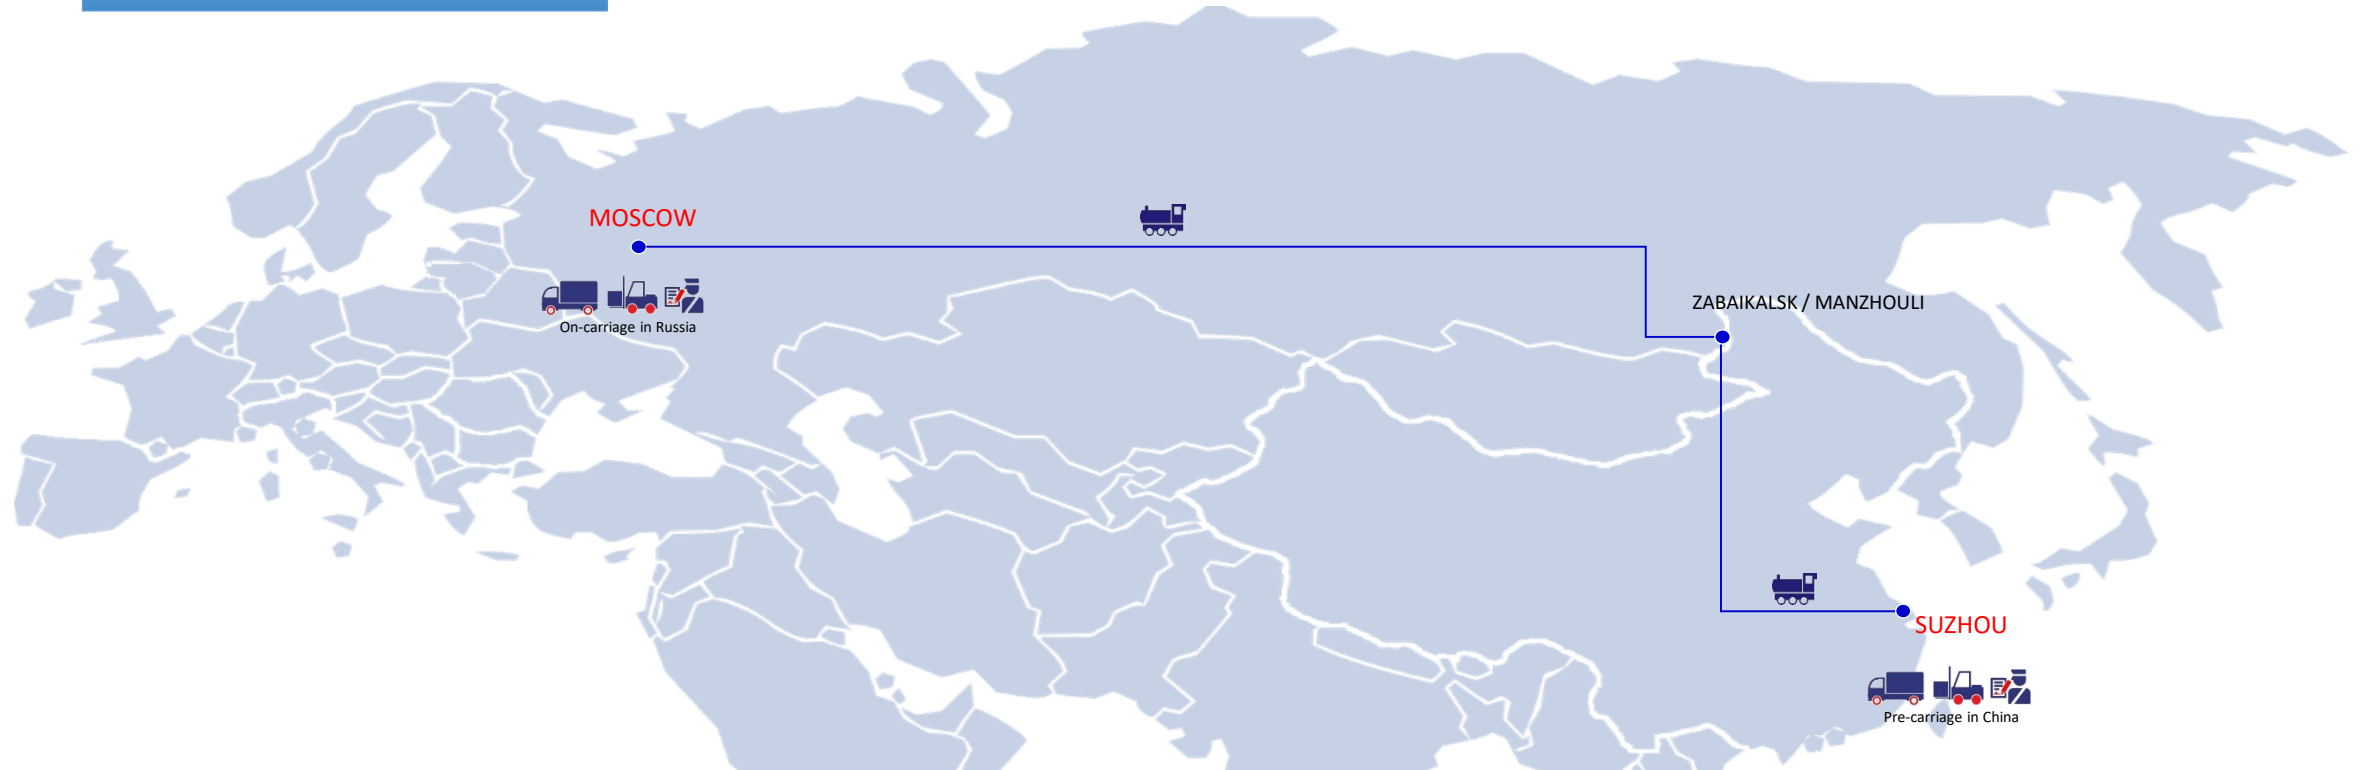 MOSCOW
On-carriage in Russia
ZABAIKALSK / MANZHOULI
SUZHOU
Pre-carriage in China